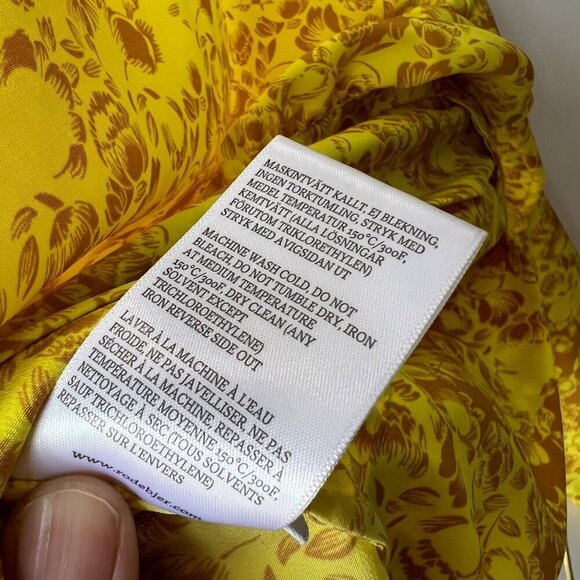 MASKINTVÄTT KALLT, EJ BLEKNING,
INGEN TORKTUMLING. STRYK MED
MEDEL TEMPERATUR 150°C/300F,
KEMTVÄTT (ALLA LÖSNINGAR
FÖRUTOM TRIKLORETHYLEN)
STRYK MED AVIGSIDAN UT
MACHINE WASH COLD, DO NOT
BLEACH DO NOT TUMBLE DRY, IRON
AT MEDIUM TEMPERATURE
150°C/300F, DRY CLEAN (ANY
SOLVENT EXCEPT
TRICHLOROETHYLENE)
IRON REVERSE SIDE OUT
LAVER À LA MACHINE À L'EAU
FROIDE, NE PAS JAVELLISER, NE PAS
SÉCHER À LA MACHINE, REPASSER À
TEMPÉRATURE MOYENNE 150°C/300F,
NETTOYAGE À SEC (TOUS SOLVENTS
SAUF TRICHLOROETHYLENE)
REPASSER SUR L'ENVERS
www.rodebjer.com